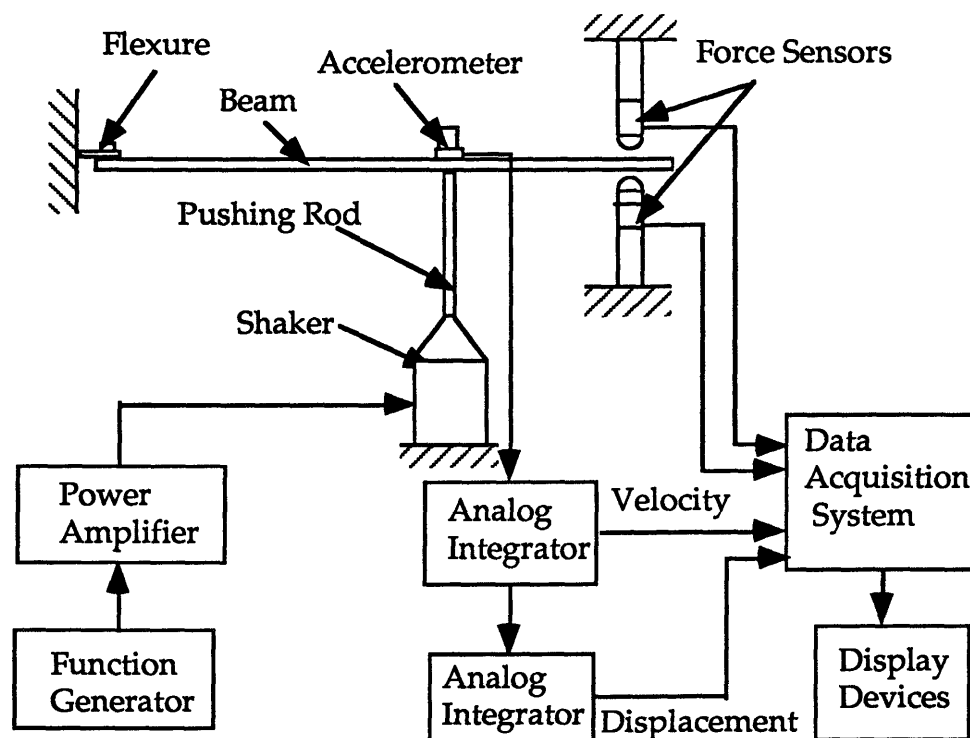 Flexure
Accelerometer
Force Sensors
Beam
Pushing Rod
Shaker
Power
Amplifier
Function
Generator
Analog
Integrator
Velocity
Data
Acquisition
System
Analog
Integrator
Displacement
Display
Devices